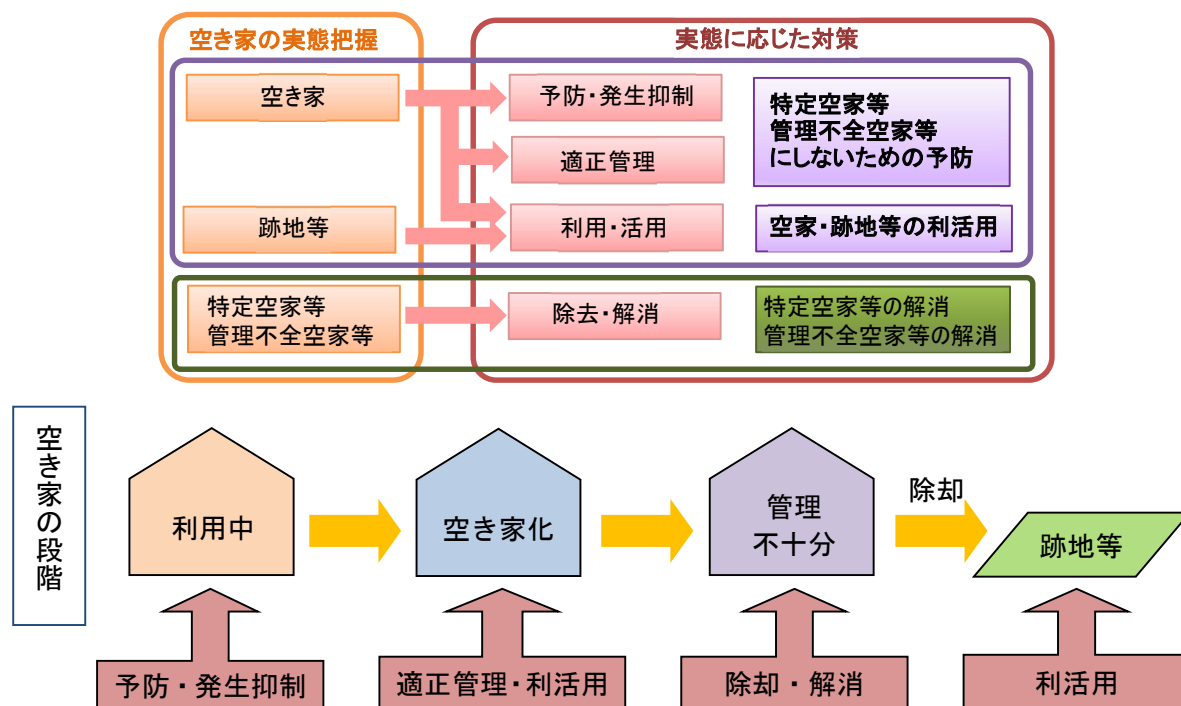 空き家の実態把握
実態に応じた対策
空き家
予防・発生抑制
特定空家等
管理不全空家等
にしないための予防
適正管理
跡地等
利用・活用
空家・跡地等の利活用
特定空家等
管理不全空家等
除去・解消
特定空家等の解消
管理不全空家等の解消
空き家の段階
利用中
空き家化
管理
不十分
除却
跡地等
予防・発生抑制
適正管理・利活用
除却・解消
利活用